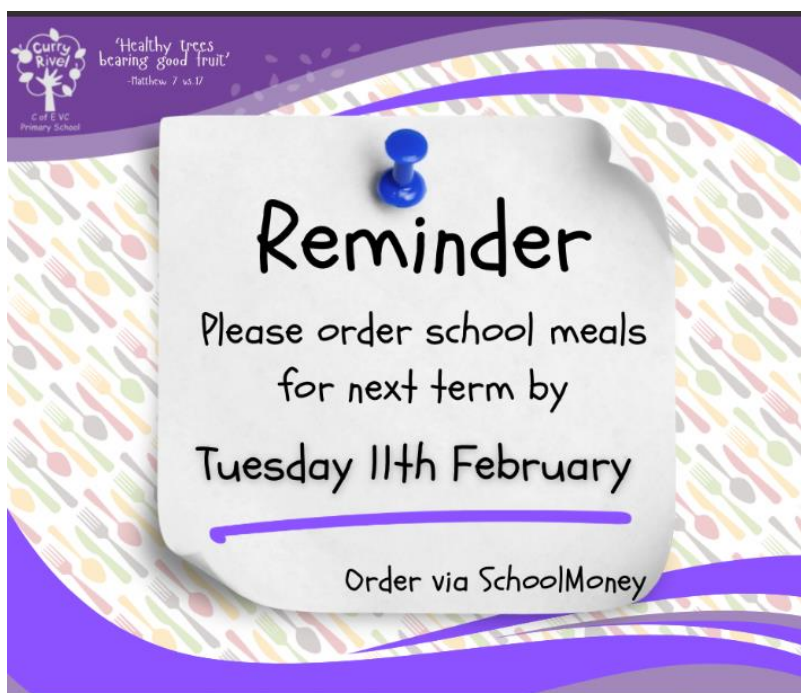 Curry
Rivel
C of E VC
Primary School
'Healthy trees
bearing good fruit'
-Matthew 7 vs.17
Reminder
Please order school meals
for next term by
Tuesday 11th February
Order via SchoolMoney